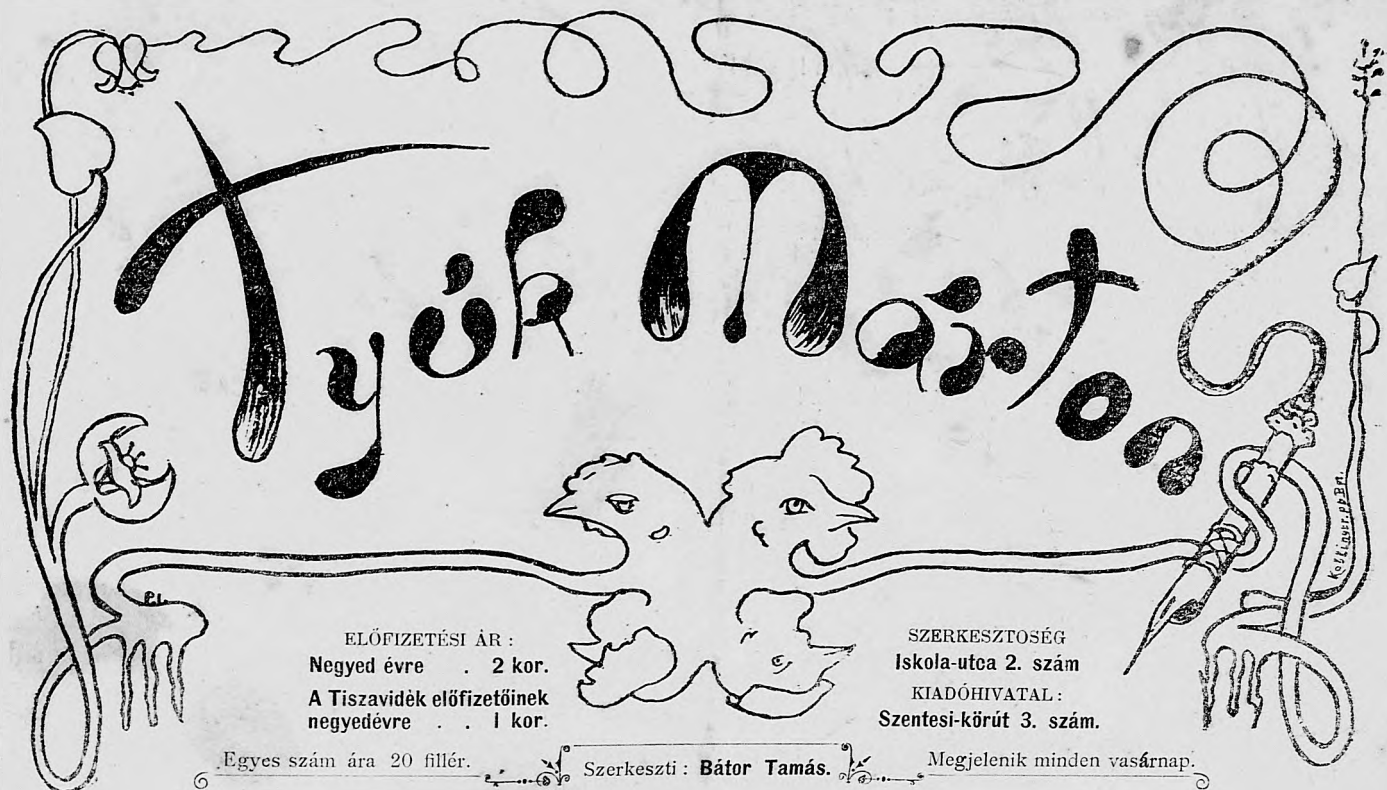 Tyúk Márton
ELŐFIZETÉSI ÁR :
Negyed évre . 2 kor.
A Tiszavidék előfizetőinek
negyedévre . . 1 kor.
SZERKESZTOSÉG
Iskola-utca 2. szám
KIADÓHIVATAL :
Szentesi-körút 3. szám.
Egyes szám ára 20 fillér.
Szerkeszti : Bátor Tamás.
Megjelenik minden vasárnap.